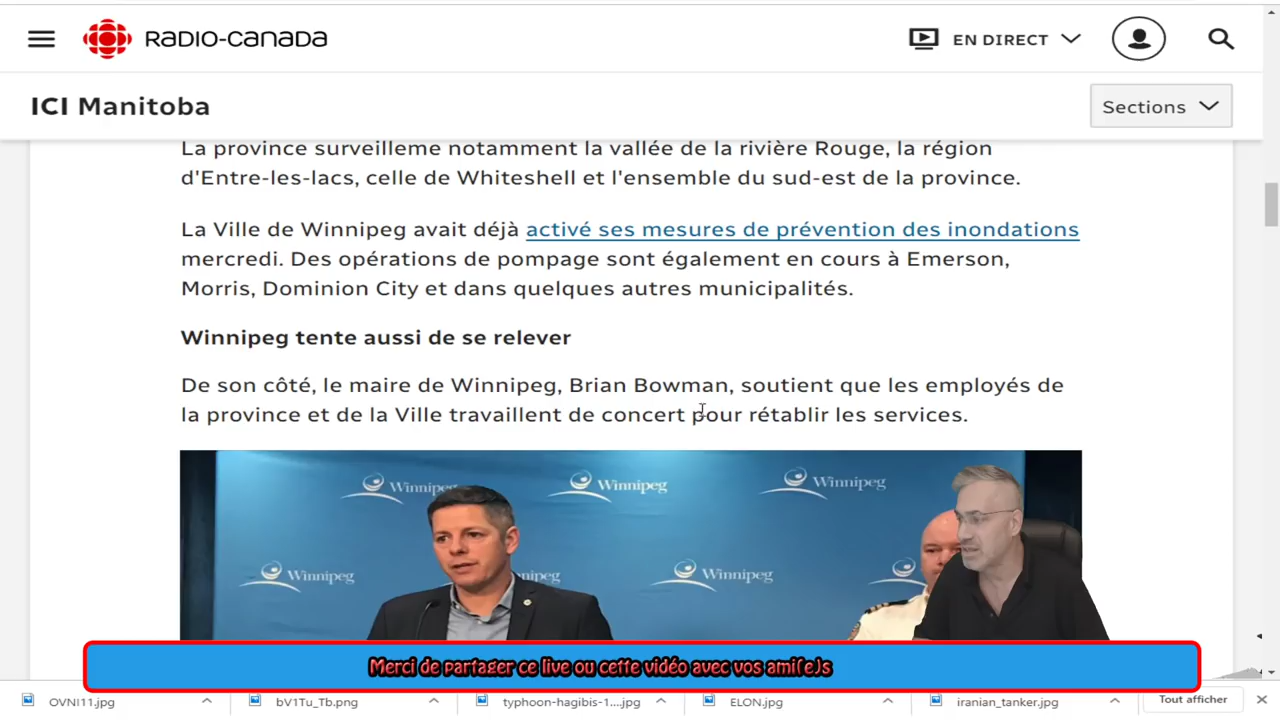 RADIO-CANADA
EN DIRECT
ICI Manitoba
Sections
La province surveilleme notamment la vallée de la rivière Rouge, la région
d'Entre-les-lacs, celle de Whiteshell et l'ensemble du sud-est de la province.
La Ville de Winnipeg avait déjà activé ses mesures de prévention des inondations
mercredi. Des opérations de pompage sont également en cours à Emerson,
Morris, Dominion City et dans quelques autres municipalités.
Winnipeg tente aussi de se relever
De son côté, le maire de Winnipeg, Brian Bowman, soutient que les employés de
la province et de la Ville travaillent de concert pour rétablir les services.
Winnipeg Winnipeg Winnipeg
Winnipeg nipeg Winnipeg
Merci de partager ce live ou cette vidéo avec vos ami(e)s
OVNI11.jpg
bV1Tu_Tb.png
typhoon-hagibis-1....jpg
ELON.jpg
iranian_tanker.jpg
Tout afficher